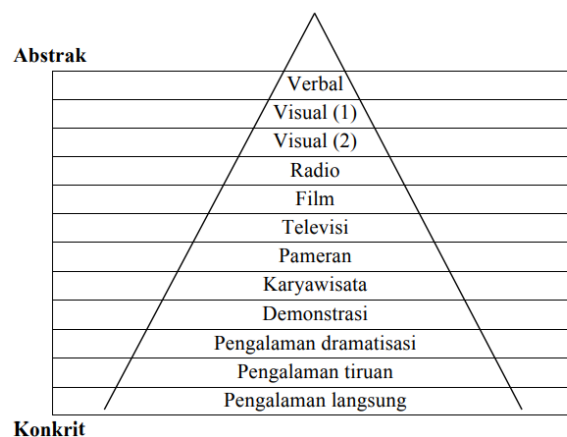 Abstrak
Verbal
Visual (1)
Visual (2)
Radio
Film
Televisi
Pameran
Karyawisata
Demonstrasi
Pengalaman dramatisasi
Pengalaman tiruan
Pengalaman langsung
Konkrit